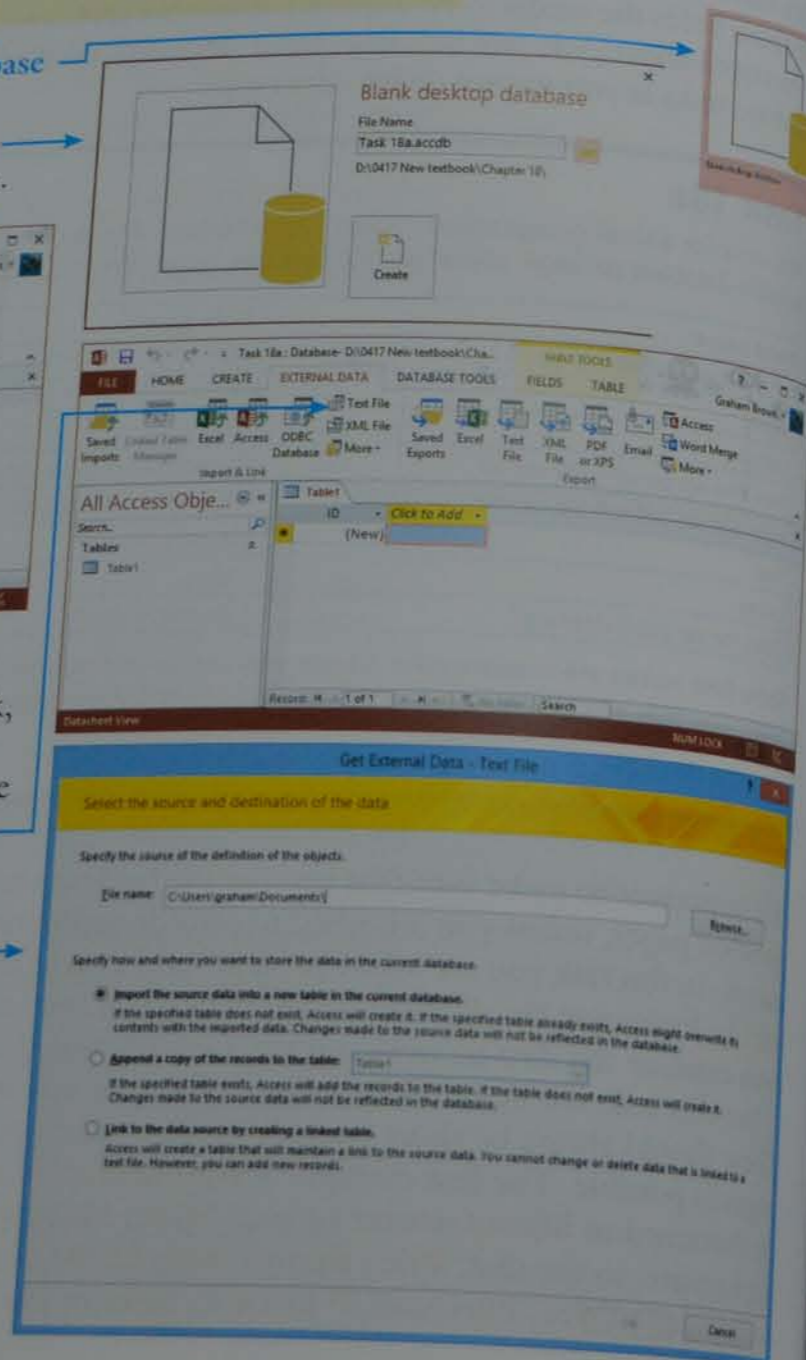 base
Blank desktop database
File Name
Task 18a.accdb
D:\0417 New textbook\Chapter 18\
Create
.
Task 18a : Database- D:\0417 New textbook\Cha...
TABLE TOOLS
FILE HOME CREATE EXTERNAL DATA DATABASE TOOLS FIELDS TABLE
Graham Brown
Saved Imports
Linked Table Manager
Excel
Access
ODBC Database
Text File
XML File
More
Saved Exports
Excel
Text File
XML File
PDF or XPS
Email
Access
Word Merge
More
Import & Link
Export
All Access Obje...
Search...
Tables
Table1
Table1
ID Click to Add
(New)
Record: 1 of 1 Search
Datasheet View
NUM LOCK
,
e
Get External Data - Text File
Select the source and destination of the data
Specify the source of the definition of the objects.
File name: C:\Users\graham\Documents\
Browse...
Specify how and where you want to store the data in the current database.
Import the source data into a new table in the current database.
If the specified table does not exist, Access will create it. If the specified table already exists, Access might overwrite its
contents with the imported data. Changes made to the source data will not be reflected in the database.
Append a copy of the records to the table: Table1
If the specified table exists, Access will add the records to the table. If the table does not exist, Access will create it.
Changes made to the source data will not be reflected in the database.
Link to the data source by creating a linked table.
Access will create a table that will maintain a link to the source data. You cannot change or delete data that is linked to a
text file. However, you can add new records.
Cancel